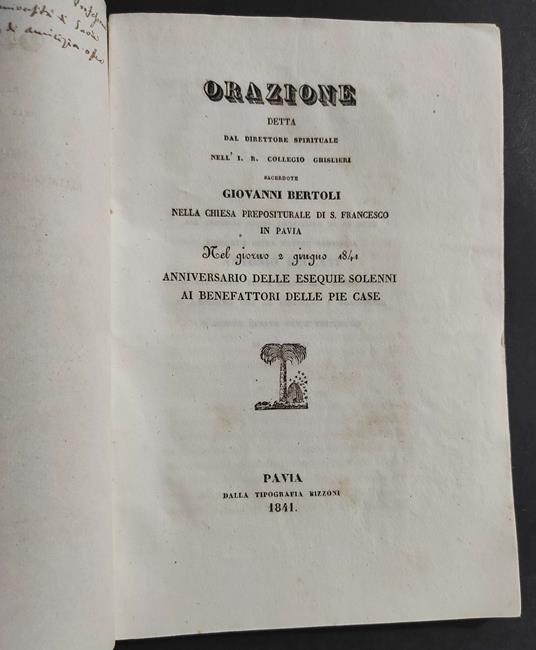 di
ORAZIONE
DETTA
DAL DIRETTORE SPIRITUALE
NELL' I. R. COLLEGIO GHISLIERI
SACERDOTE
GIOVANNI BERTOLI
NELLA CHIESA PREPOSITURALE DI S. FRANCESCO
IN PAVIA
Nel giorno 2 giugno 1841
ANNIVERSARIO DELLE ESEQUIE SOLENNI
AI BENEFATTORI DELLE PIE CASE
PAVIA
DALLA TIPOGRAFIA BIZZONI
1841.